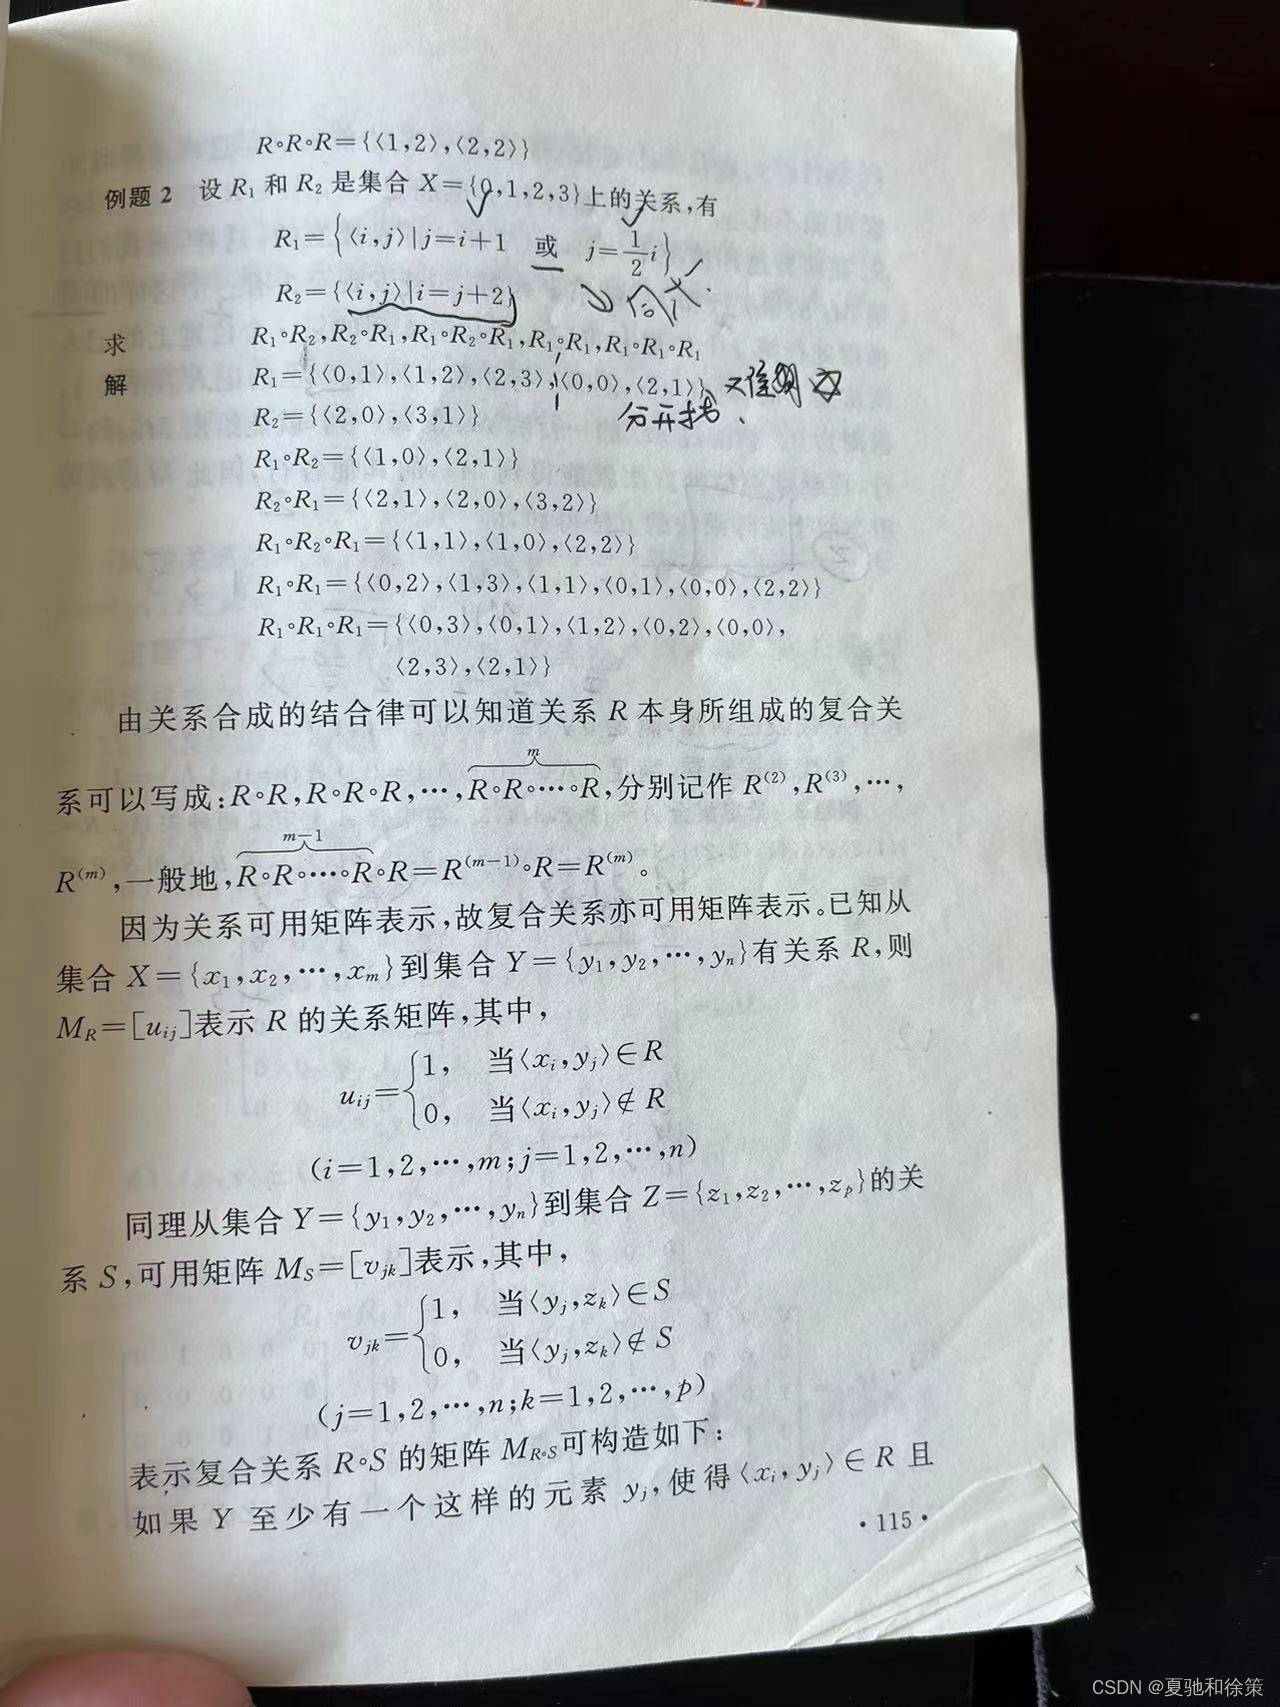 R∘R∘R={⟨1,2⟩,⟨2,2⟩}
例题2 设 R₁ 和 R₂ 是集合 X={0,1,2,3}上的关系,有
R₁={⟨i,j⟩|j=i+1 或 j=1/2 i}
R₂={⟨i,j⟩|i=j+2}
求 R₁∘R₂,R₂∘R₁,R₁∘R₂∘R₁,R₁∘R₁,R₁∘R₁∘R₁
解 R₁={⟨0,1⟩,⟨1,2⟩,⟨2,3⟩,⟨0,0⟩,⟨2,1⟩}
分开
R₂={⟨2,0⟩,⟨3,1⟩}
R₁∘R₂={⟨1,0⟩,⟨2,1⟩}
R₂∘R₁={⟨2,1⟩,⟨2,0⟩,⟨3,2⟩}
R₁∘R₂∘R₁={⟨1,1⟩,⟨1,0⟩,⟨2,2⟩}
R₁∘R₁={⟨0,2⟩,⟨1,3⟩,⟨1,1⟩,⟨0,1⟩,⟨0,0⟩,⟨2,2⟩}
R₁∘R₁∘R₁={⟨0,3⟩,⟨0,1⟩,⟨1,2⟩,⟨0,2⟩,⟨0,0⟩,
⟨2,3⟩,⟨2,1⟩}
由关系合成的结合律可以知道关系 R 本身所组成的复合关
m
系可以写成:R∘R,R∘R∘R,…,R∘R∘…∘R,分别记作 R⁽²⁾,R⁽³⁾,…,
m−1
R⁽ᵐ⁾,一般地,R∘R∘…∘R∘R=R⁽ᵐ⁻¹⁾∘R=R⁽ᵐ⁾。
因为关系可用矩阵表示,故复合关系亦可用矩阵表示。已知从
集合 X={x₁,x₂,…,xₘ}到集合 Y={y₁,y₂,…,yₙ}有关系 R,则
M_R=[uᵢⱼ]表示 R 的关系矩阵,其中,
uᵢⱼ={1, 当⟨xᵢ,yⱼ⟩∈R
0, 当⟨xᵢ,yⱼ⟩∉R
(i=1,2,…,m;j=1,2,…,n)
同理从集合 Y={y₁,y₂,…,yₙ}到集合 Z={z₁,z₂,…,zₚ}的关
系 S,可用矩阵 M_S=[vⱼₖ]表示,其中,
vⱼₖ={1, 当⟨yⱼ,zₖ⟩∈S
0, 当⟨yⱼ,zₖ⟩∉S
(j=1,2,…,n;k=1,2,…,p)
表示复合关系 R∘S 的矩阵 M_{R∘S}可构造如下:
如果 Y 至少有一个这样的元素 yⱼ,使得⟨xᵢ,yⱼ⟩∈R 且
·115·
CSDN @夏驰和徐策